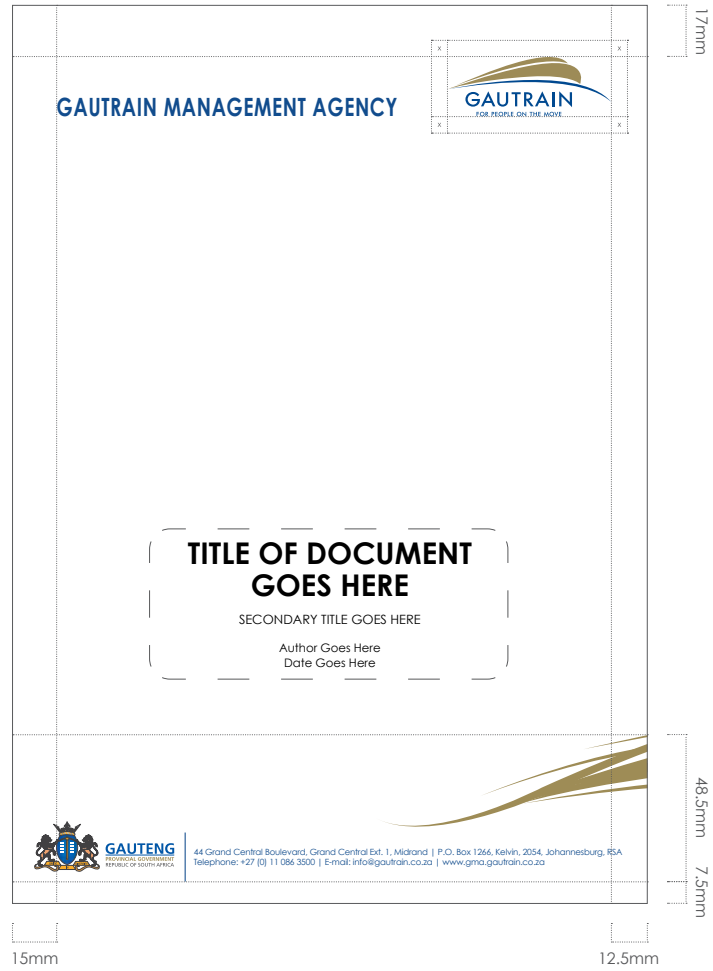 17mm
x x
GAUTRAIN
FOR PEOPLE ON THE MOVE
x x
GAUTRAIN MANAGEMENT AGENCY
TITLE OF DOCUMENT
GOES HERE
SECONDARY TITLE GOES HERE
Author Goes Here
Date Goes Here
48.5mm
GAUTENG
PROVINCIAL GOVERNMENT
REPUBLIC OF SOUTH AFRICA
44 Grand Central Boulevard, Grand Central Ext. 1, Midrand | P.O. Box 1266, Kelvin, 2054, Johannesburg, RSA
Telephone: +27 (0) 11 086 3500 | E-mail: info@gautrain.co.za | www.gma.gautrain.co.za
7.5mm
15mm
12.5mm